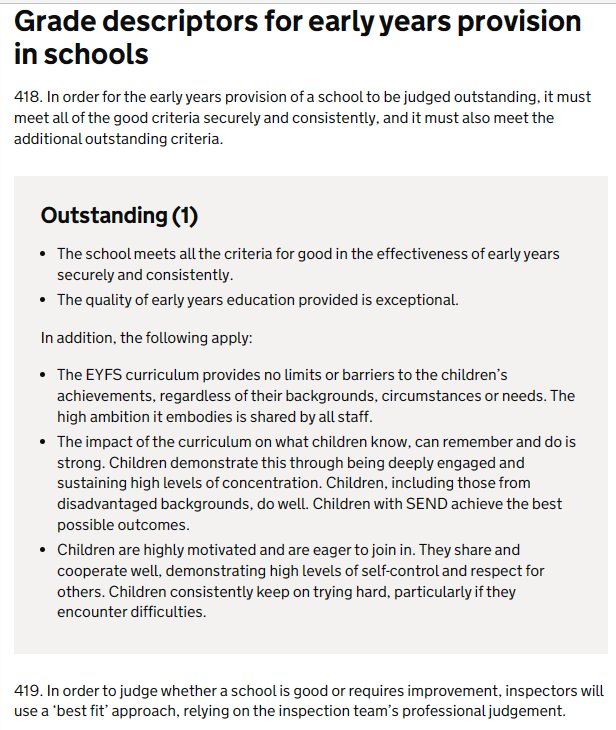 Grade descriptors for early years provision
in schools
418. In order for the early years provision of a school to be judged outstanding, it must
meet all of the good criteria securely and consistently, and it must also meet the
additional outstanding criteria.
Outstanding (1)
• The school meets all the criteria for good in the effectiveness of early years
securely and consistently.
• The quality of early years education provided is exceptional.
In addition, the following apply:
• The EYFS curriculum provides no limits or barriers to the children’s
achievements, regardless of their backgrounds, circumstances or needs. The
high ambition it embodies is shared by all staff.
• The impact of the curriculum on what children know, can remember and do is
strong. Children demonstrate this through being deeply engaged and
sustaining high levels of concentration. Children, including those from
disadvantaged backgrounds, do well. Children with SEND achieve the best
possible outcomes.
• Children are highly motivated and are eager to join in. They share and
cooperate well, demonstrating high levels of self-control and respect for
others. Children consistently keep on trying hard, particularly if they
encounter difficulties.
419. In order to judge whether a school is good or requires improvement, inspectors will
use a ‘best fit’ approach, relying on the inspection team’s professional judgement.